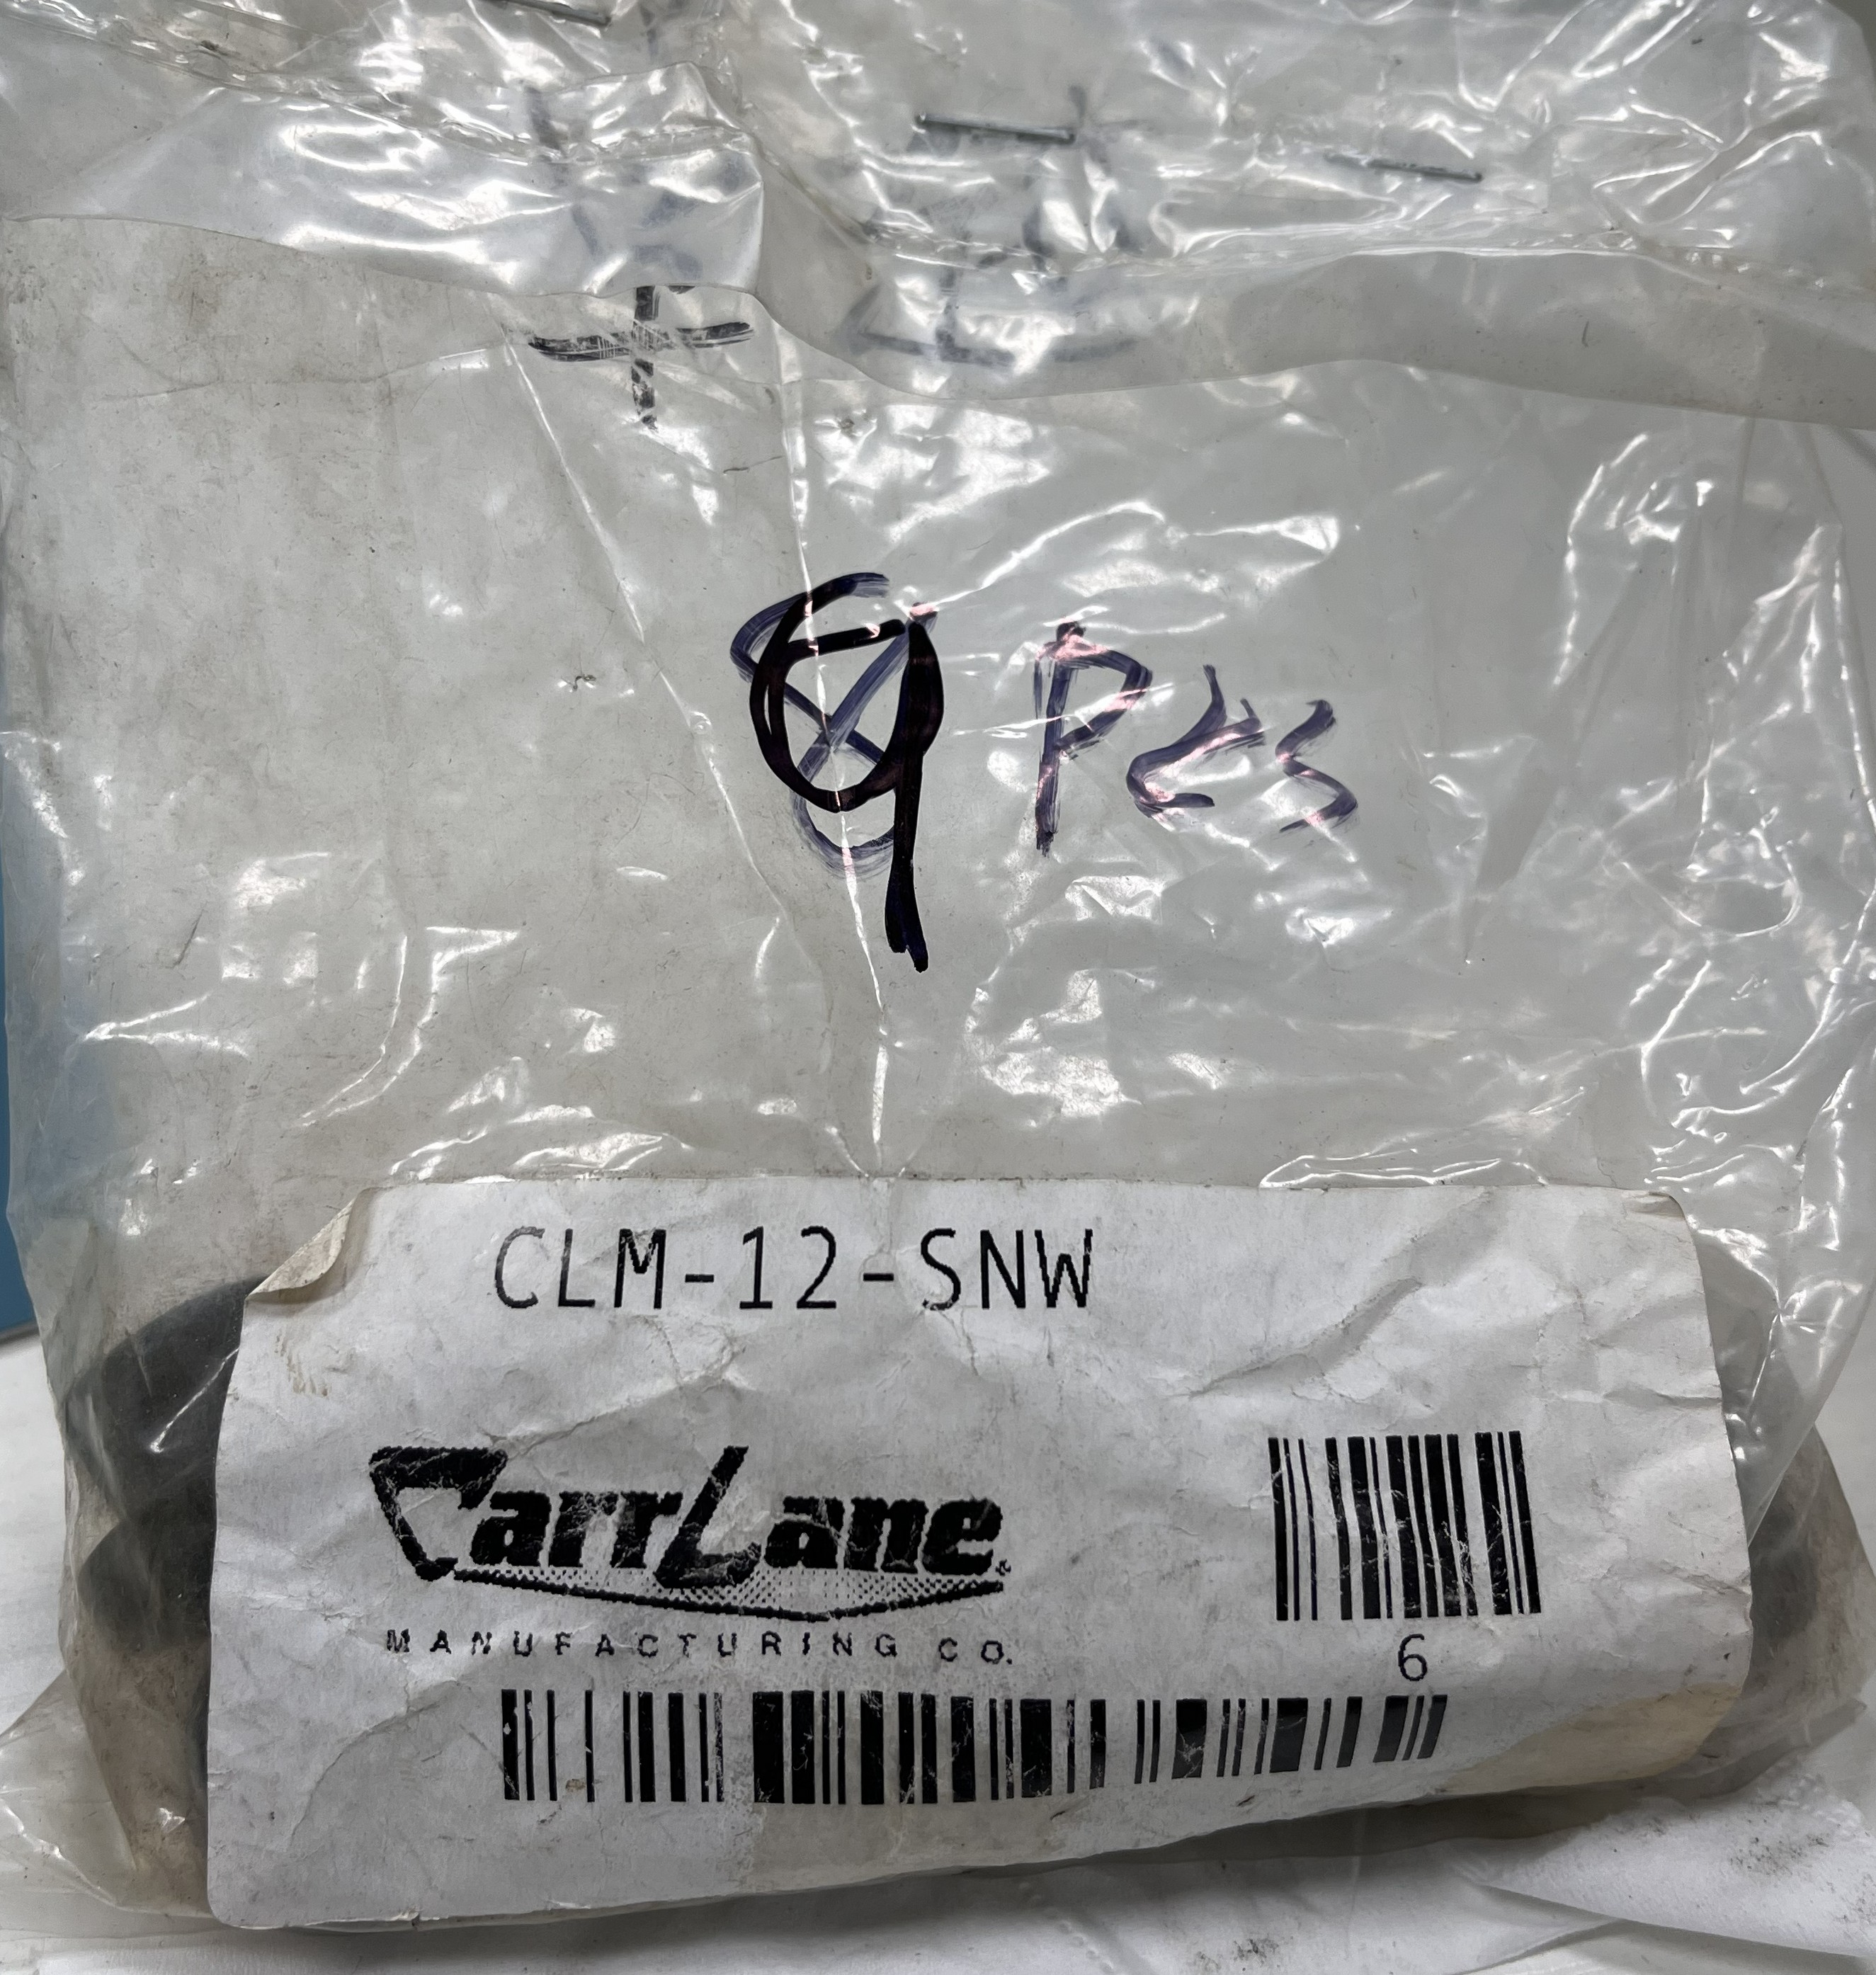 9 Pcs
CLM-12-SNW
CarrLane
MANUFACTURING CO.
6